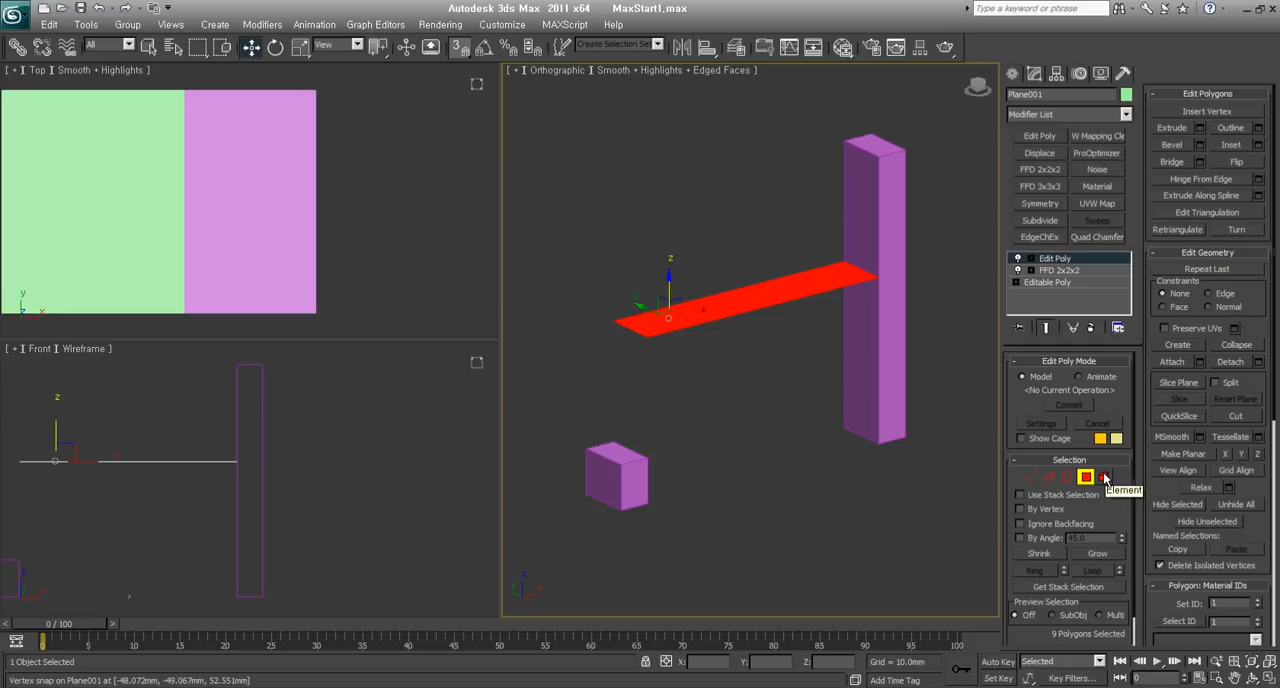 Autodesk 3ds Max 2011 x64 MaxStart1.max
Type a keyword or phrase
Edit Tools Group Views Create Modifiers Animation Graph Editors Rendering Customize MAXScript Help
All View 3 Create Selection Se
[ + ] Top [ Smooth + Highlights ]
[ + ] Orthographic [ Smooth + Highlights + Edged Faces ]
[ + ] Front [ Wireframe ]
y
x
z
z
z
x
z
Plane001
Modifier List
Edit Poly W Mapping Cle
Displace ProOptimizer
FFD 2x2x2 Noise
FFD 3x3x3 Material
Symmetry UVW Map
Subdivide Sweep
EdgeChEx Quad Chamfer
Edit Poly
FFD 2x2x2
Editable Poly
Edit Poly Mode
Model Animate
<No Current Operation>
Commit
Settings Cancel
Show Cage
Selection
Element
Use Stack Selection
By Vertex
Ignore Backfacing
By Angle: 45.0
Shrink Grow
Ring Loop
Get Stack Selection
Preview Selection
Off SubObj Multi
9 Polygons Selected
Edit Polygons
Insert Vertex
Extrude Outline
Bevel Inset
Bridge Flip
Hinge From Edge
Extrude Along Spline
Edit Triangulation
Retriangulate Turn
Edit Geometry
Repeat Last
Constraints
None Edge
Face Normal
Preserve UVs
Create Collapse
Attach Detach
Slice Plane Split
Slice Reset Plane
QuickSlice Cut
MSmooth Tessellate
Make Planar X Y Z
View Align Grid Align
Relax
Hide Selected Unhide All
Hide Unselected
Named Selections:
Copy Paste
Delete Isolated Vertices
Polygon: Material IDs
Set ID: 1
Select ID 1
0 / 100
0 5 10 15 20 25 30 35 40 45 50 55 60 65 70 75 80 85 90 95 100
1 Object Selected X: Y: Z: Grid = 10.0mm Auto Key Selected
Vertex snap on Plane001 at [-48.072mm, -49.067mm, 52.551mm] Add Time Tag Set Key Key Filters... 0